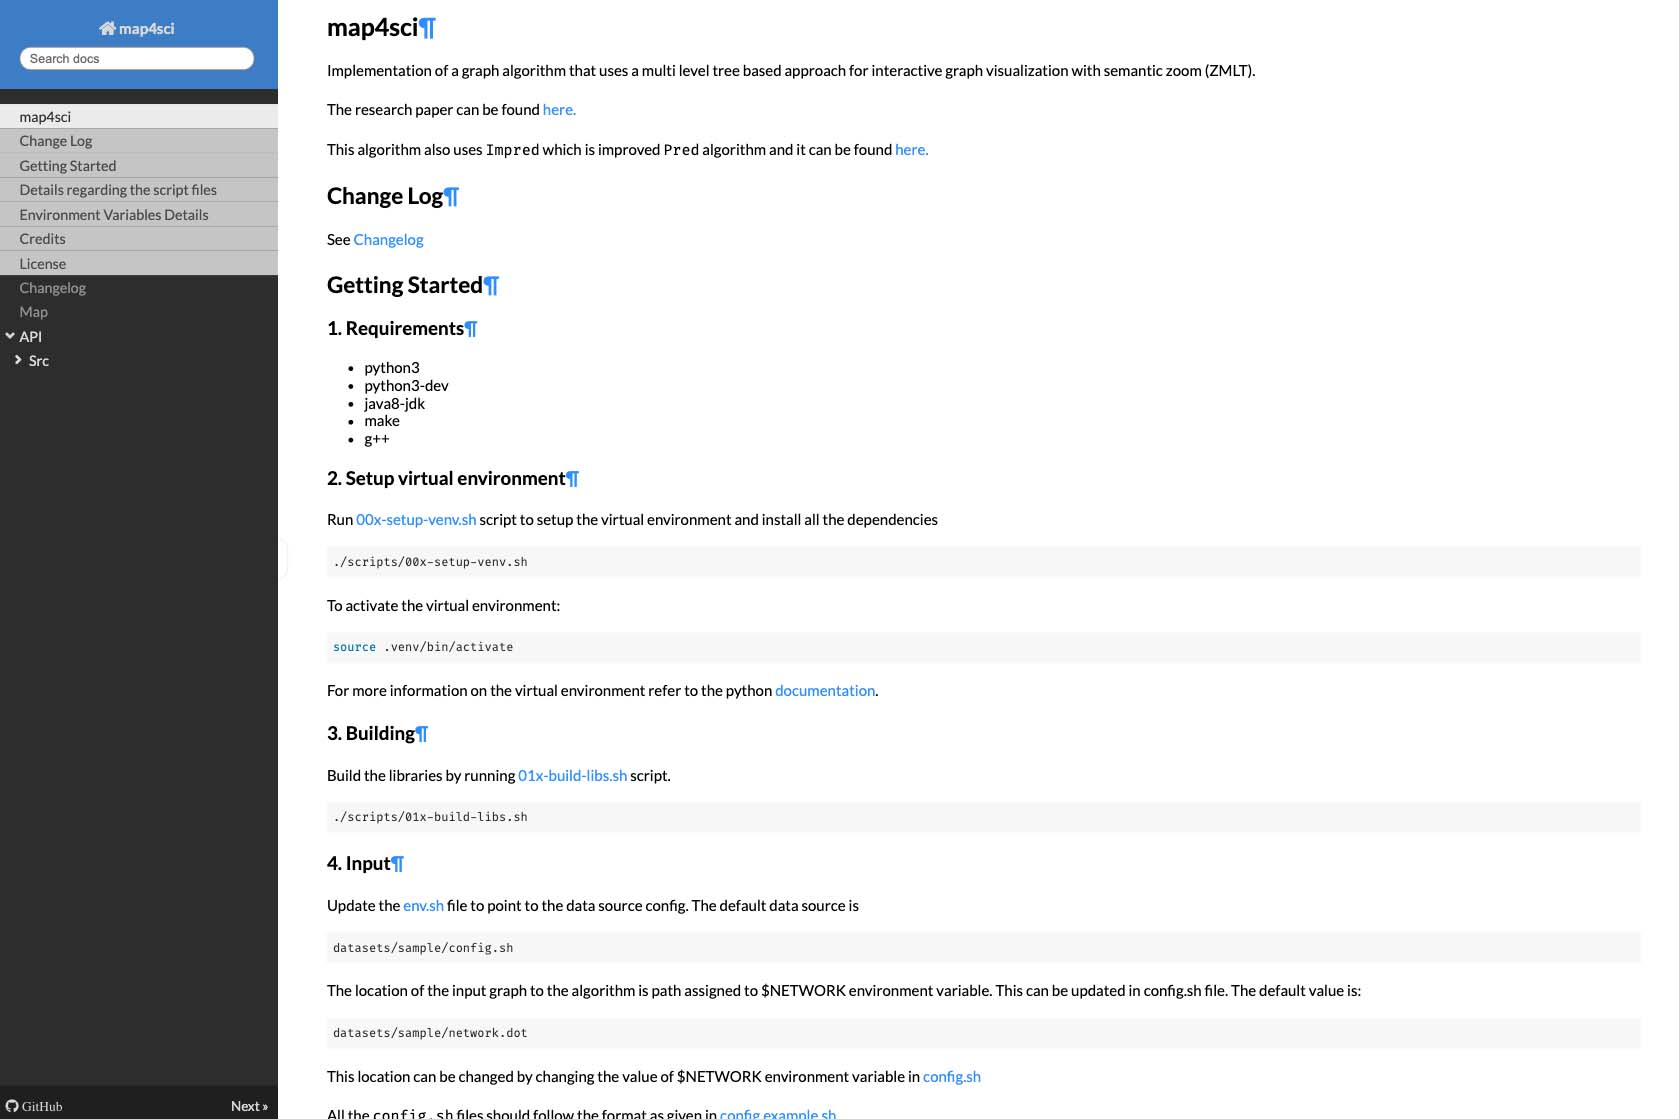 map4sci
Search docs
map4sci
Change Log
Getting Started
Details regarding the script files
Environment Variables Details
Credits
License
Changelog
Map
API
Src
GitHub
Next »
map4sci¶
Implementation of a graph algorithm that uses a multi level tree based approach for interactive graph visualization with semantic zoom (ZMLT).
The research paper can be found here.
This algorithm also uses Impred which is improved Pred algorithm and it can be found here.
Change Log¶
See Changelog
Getting Started¶
1. Requirements¶
• python3
• python3-dev
• java8-jdk
• make
• g++
2. Setup virtual environment¶
Run 00x-setup-venv.sh script to setup the virtual environment and install all the dependencies
./scripts/00x-setup-venv.sh
To activate the virtual environment:
source .venv/bin/activate
For more information on the virtual environment refer to the python documentation.
3. Building¶
Build the libraries by running 01x-build-libs.sh script.
./scripts/01x-build-libs.sh
4. Input¶
Update the env.sh file to point to the data source config. The default data source is
datasets/sample/config.sh
The location of the input graph to the algorithm is path assigned to $NETWORK environment variable. This can be updated in config.sh file. The default value is:
datasets/sample/network.dot
This location can be changed by changing the value of $NETWORK environment variable in config.sh
All the config.sh files should follow the format as given in config.example.sh